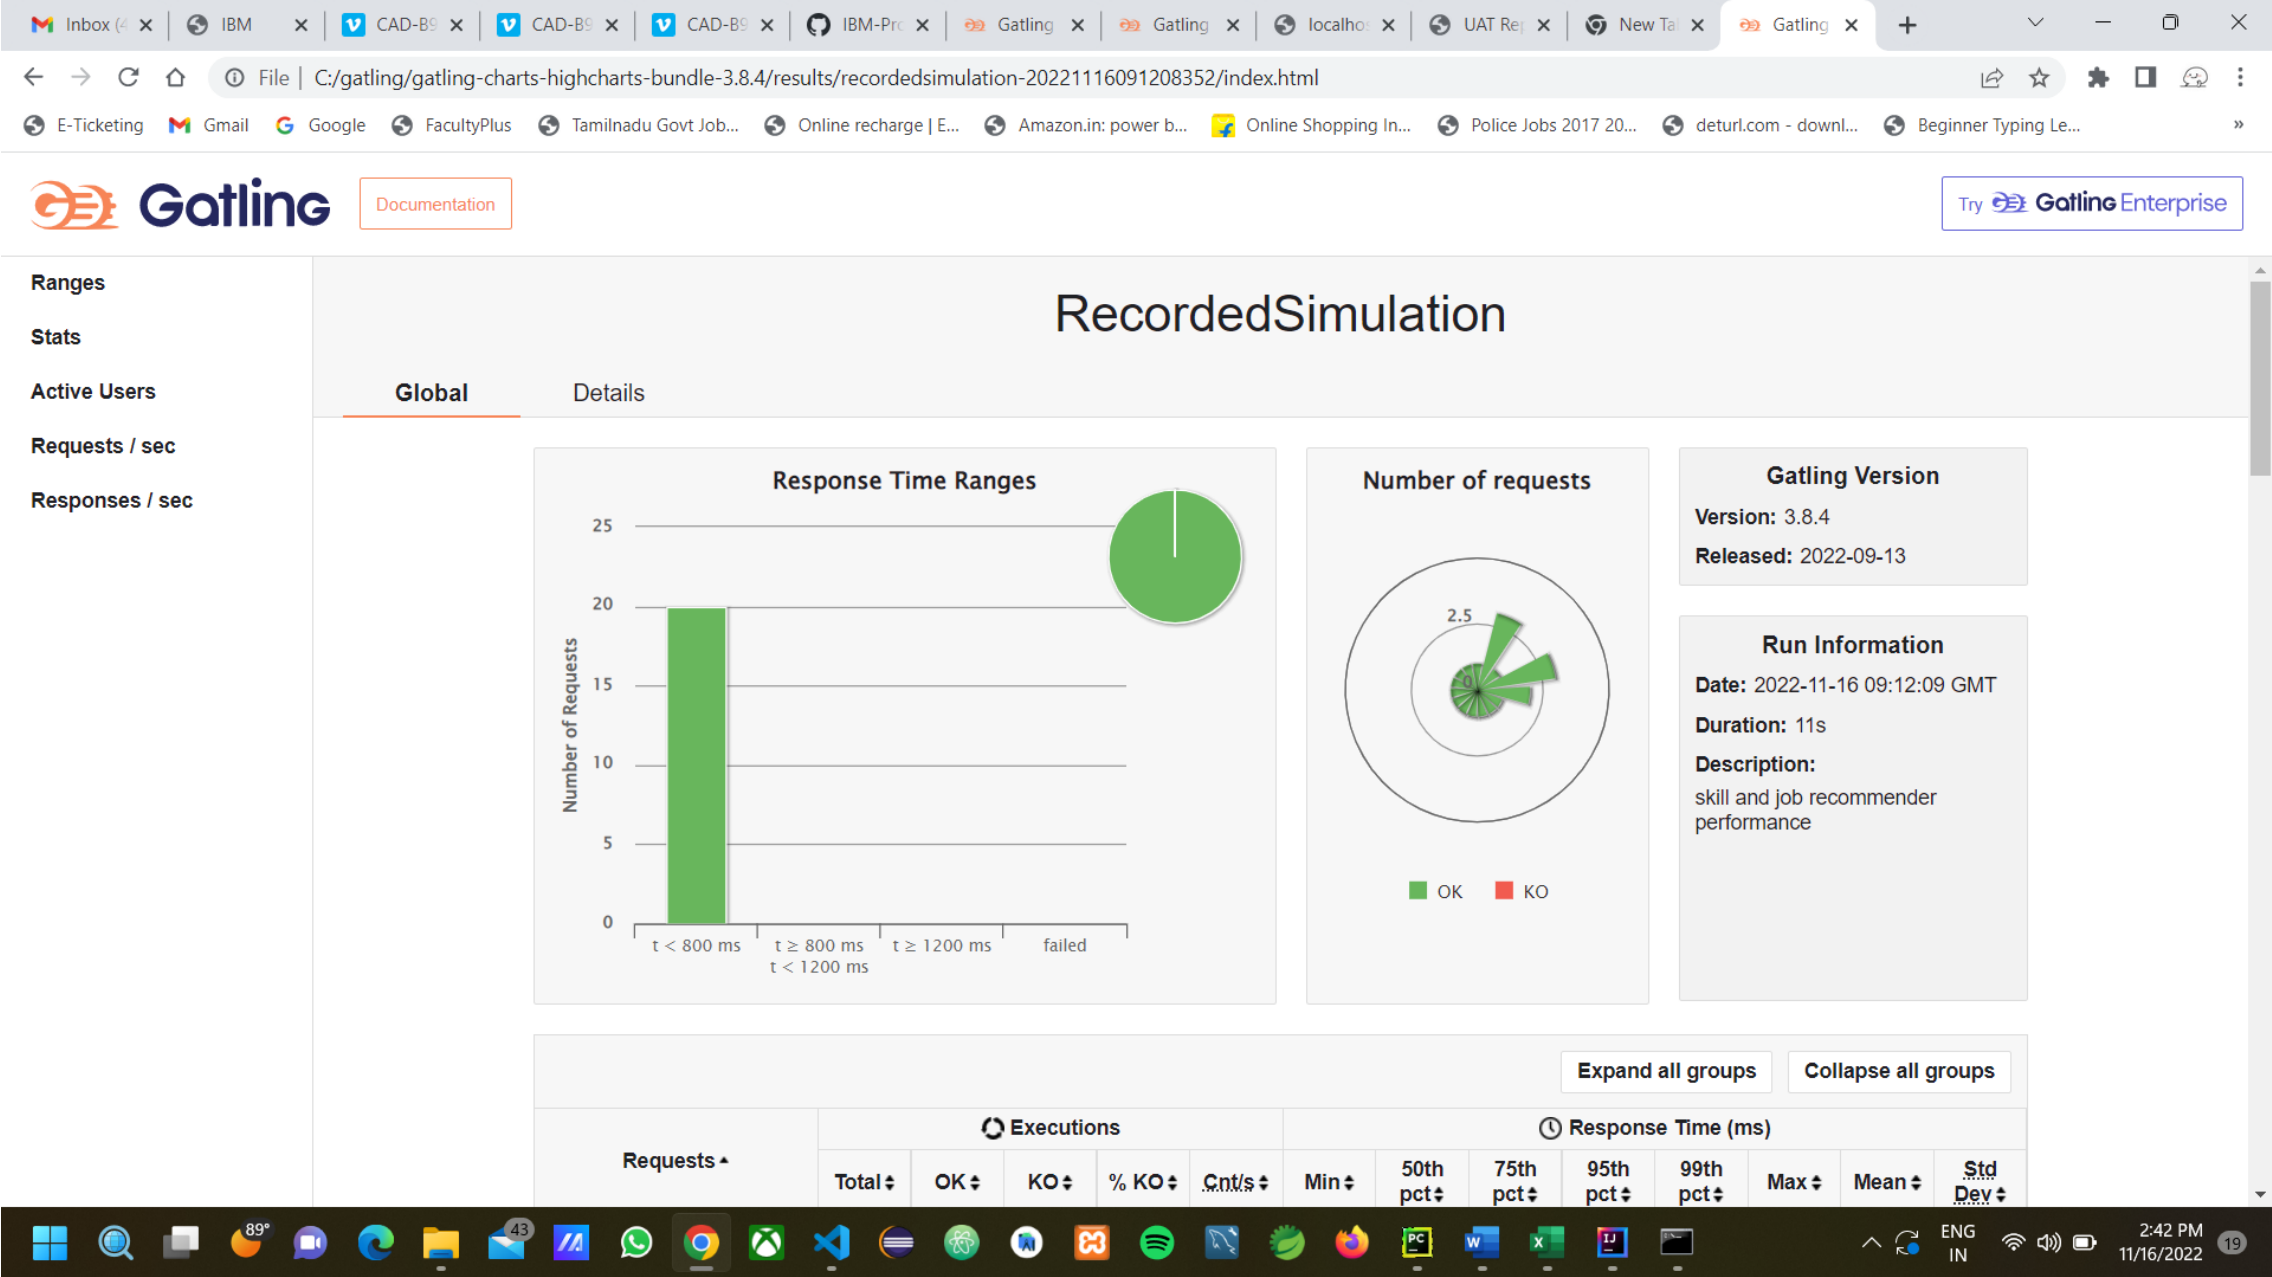 Inbox (4
IBM
CAD-B9
CAD-B9
CAD-B9
IBM-Pro
Gatling
Gatling
localhos
UAT Rep
New Tab
Gatling
File
C:/gatling/gatling-charts-highcharts-bundle-3.8.4/results/recordedsimulation-20221116091208352/index.html
E-Ticketing
Gmail
Google
FacultyPlus
Tamilnadu Govt Job...
Online recharge | E...
Amazon.in: power b...
Online Shopping In...
Police Jobs 2017 20...
deturl.com - downl...
Beginner Typing Le...
»
Gatling
Documentation
Try Gatling Enterprise
Ranges
Stats
Active Users
Requests / sec
Responses / sec
RecordedSimulation
Global
Details
Response Time Ranges
Number of Requests
25
20
15
10
5
0
t < 800 ms
t ≥ 800 ms
t < 1200 ms
t ≥ 1200 ms
failed
Number of requests
2.5
0
OK
KO
Gatling Version
Version: 3.8.4
Released: 2022-09-13
Run Information
Date: 2022-11-16 09:12:09 GMT
Duration: 11s
Description:
skill and job recommender
performance
Expand all groups
Collapse all groups
Requests
Executions
Response Time (ms)
Total
OK
KO
% KO
Cnt/s
Min
50th
pct
75th
pct
95th
pct
99th
pct
Max
Mean
Std
Dev
89°
43
PC
W
X
IJ
ENG
IN
2:42 PM
11/16/2022
19